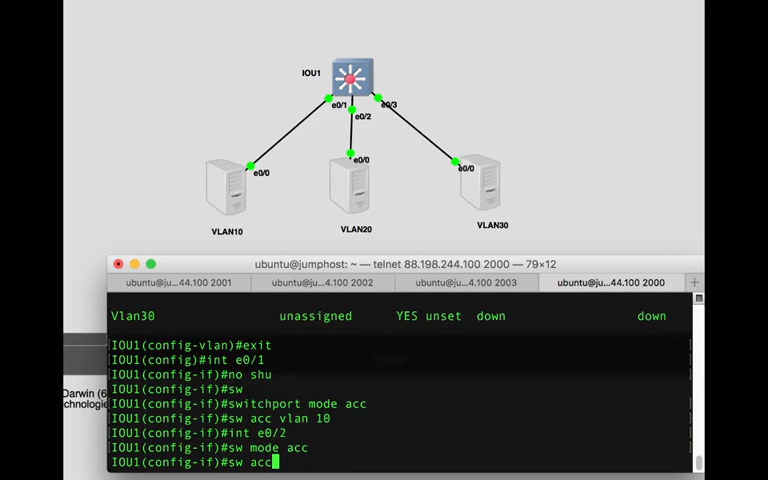 IOU1
e0/1
e0/3
e0/2
e0/0
e0/0
e0/0
VLAN10
VLAN20
VLAN30
ubuntu@jumphost: ~ — telnet 88.198.244.100 2000 — 79×12
ubuntu@ju...44.100 2001
ubuntu@ju...4.100 2002
ubuntu@ju...4.100 2003
ubuntu@ju...44.100 2000
Vlan30 unassigned YES unset down down
IOU1(config-vlan)#exit
IOU1(config)#int e0/1
IOU1(config-if)#no shu
IOU1(config-if)#sw
IOU1(config-if)#switchport mode acc
IOU1(config-if)#sw acc vlan 10
IOU1(config-if)#int e0/2
IOU1(config-if)#sw mode acc
IOU1(config-if)#sw acc
Darwin (6
chnologie